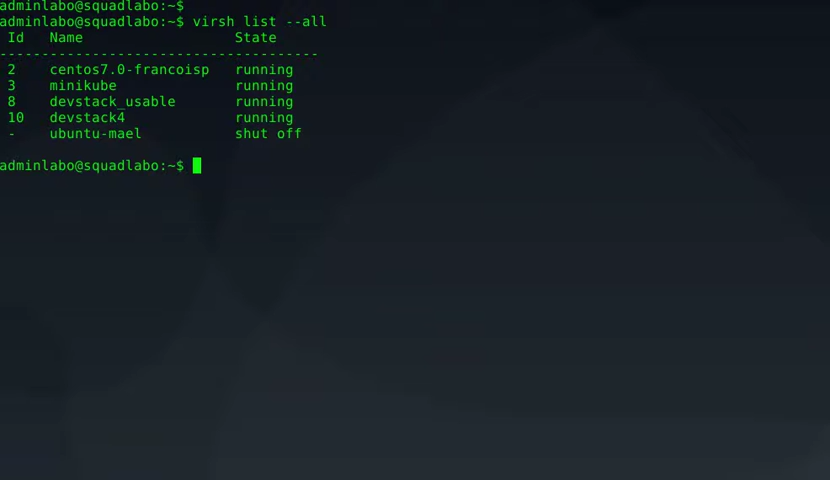 adminlabo@squadlabo:~$
adminlabo@squadlabo:~$ virsh list --all
 Id   Name                  State
--------------------------------------
 2    centos7.0-francoisp   running
 3    minikube              running
 8    devstack_usable       running
 10   devstack4             running
 -    ubuntu-mael           shut off
adminlabo@squadlabo:~$